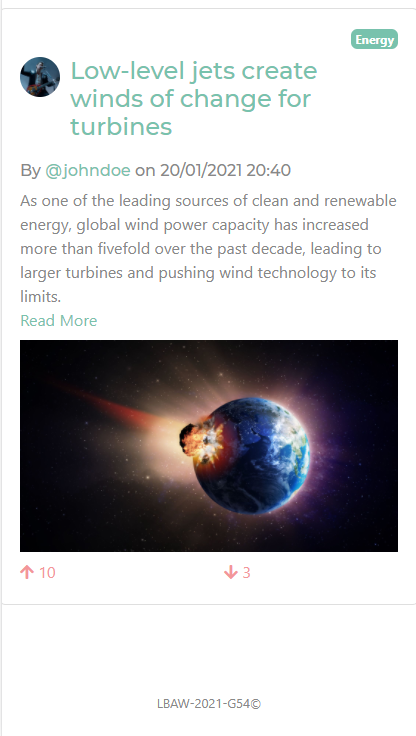 Energy
Low-level jets create
winds of change for
turbines
By @johndoe on 20/01/2021 20:40
As one of the leading sources of clean and renewable
energy, global wind power capacity has increased
more than fivefold over the past decade, leading to
larger turbines and pushing wind technology to its
limits.
Read More
10 3
LBAW-2021-G54©